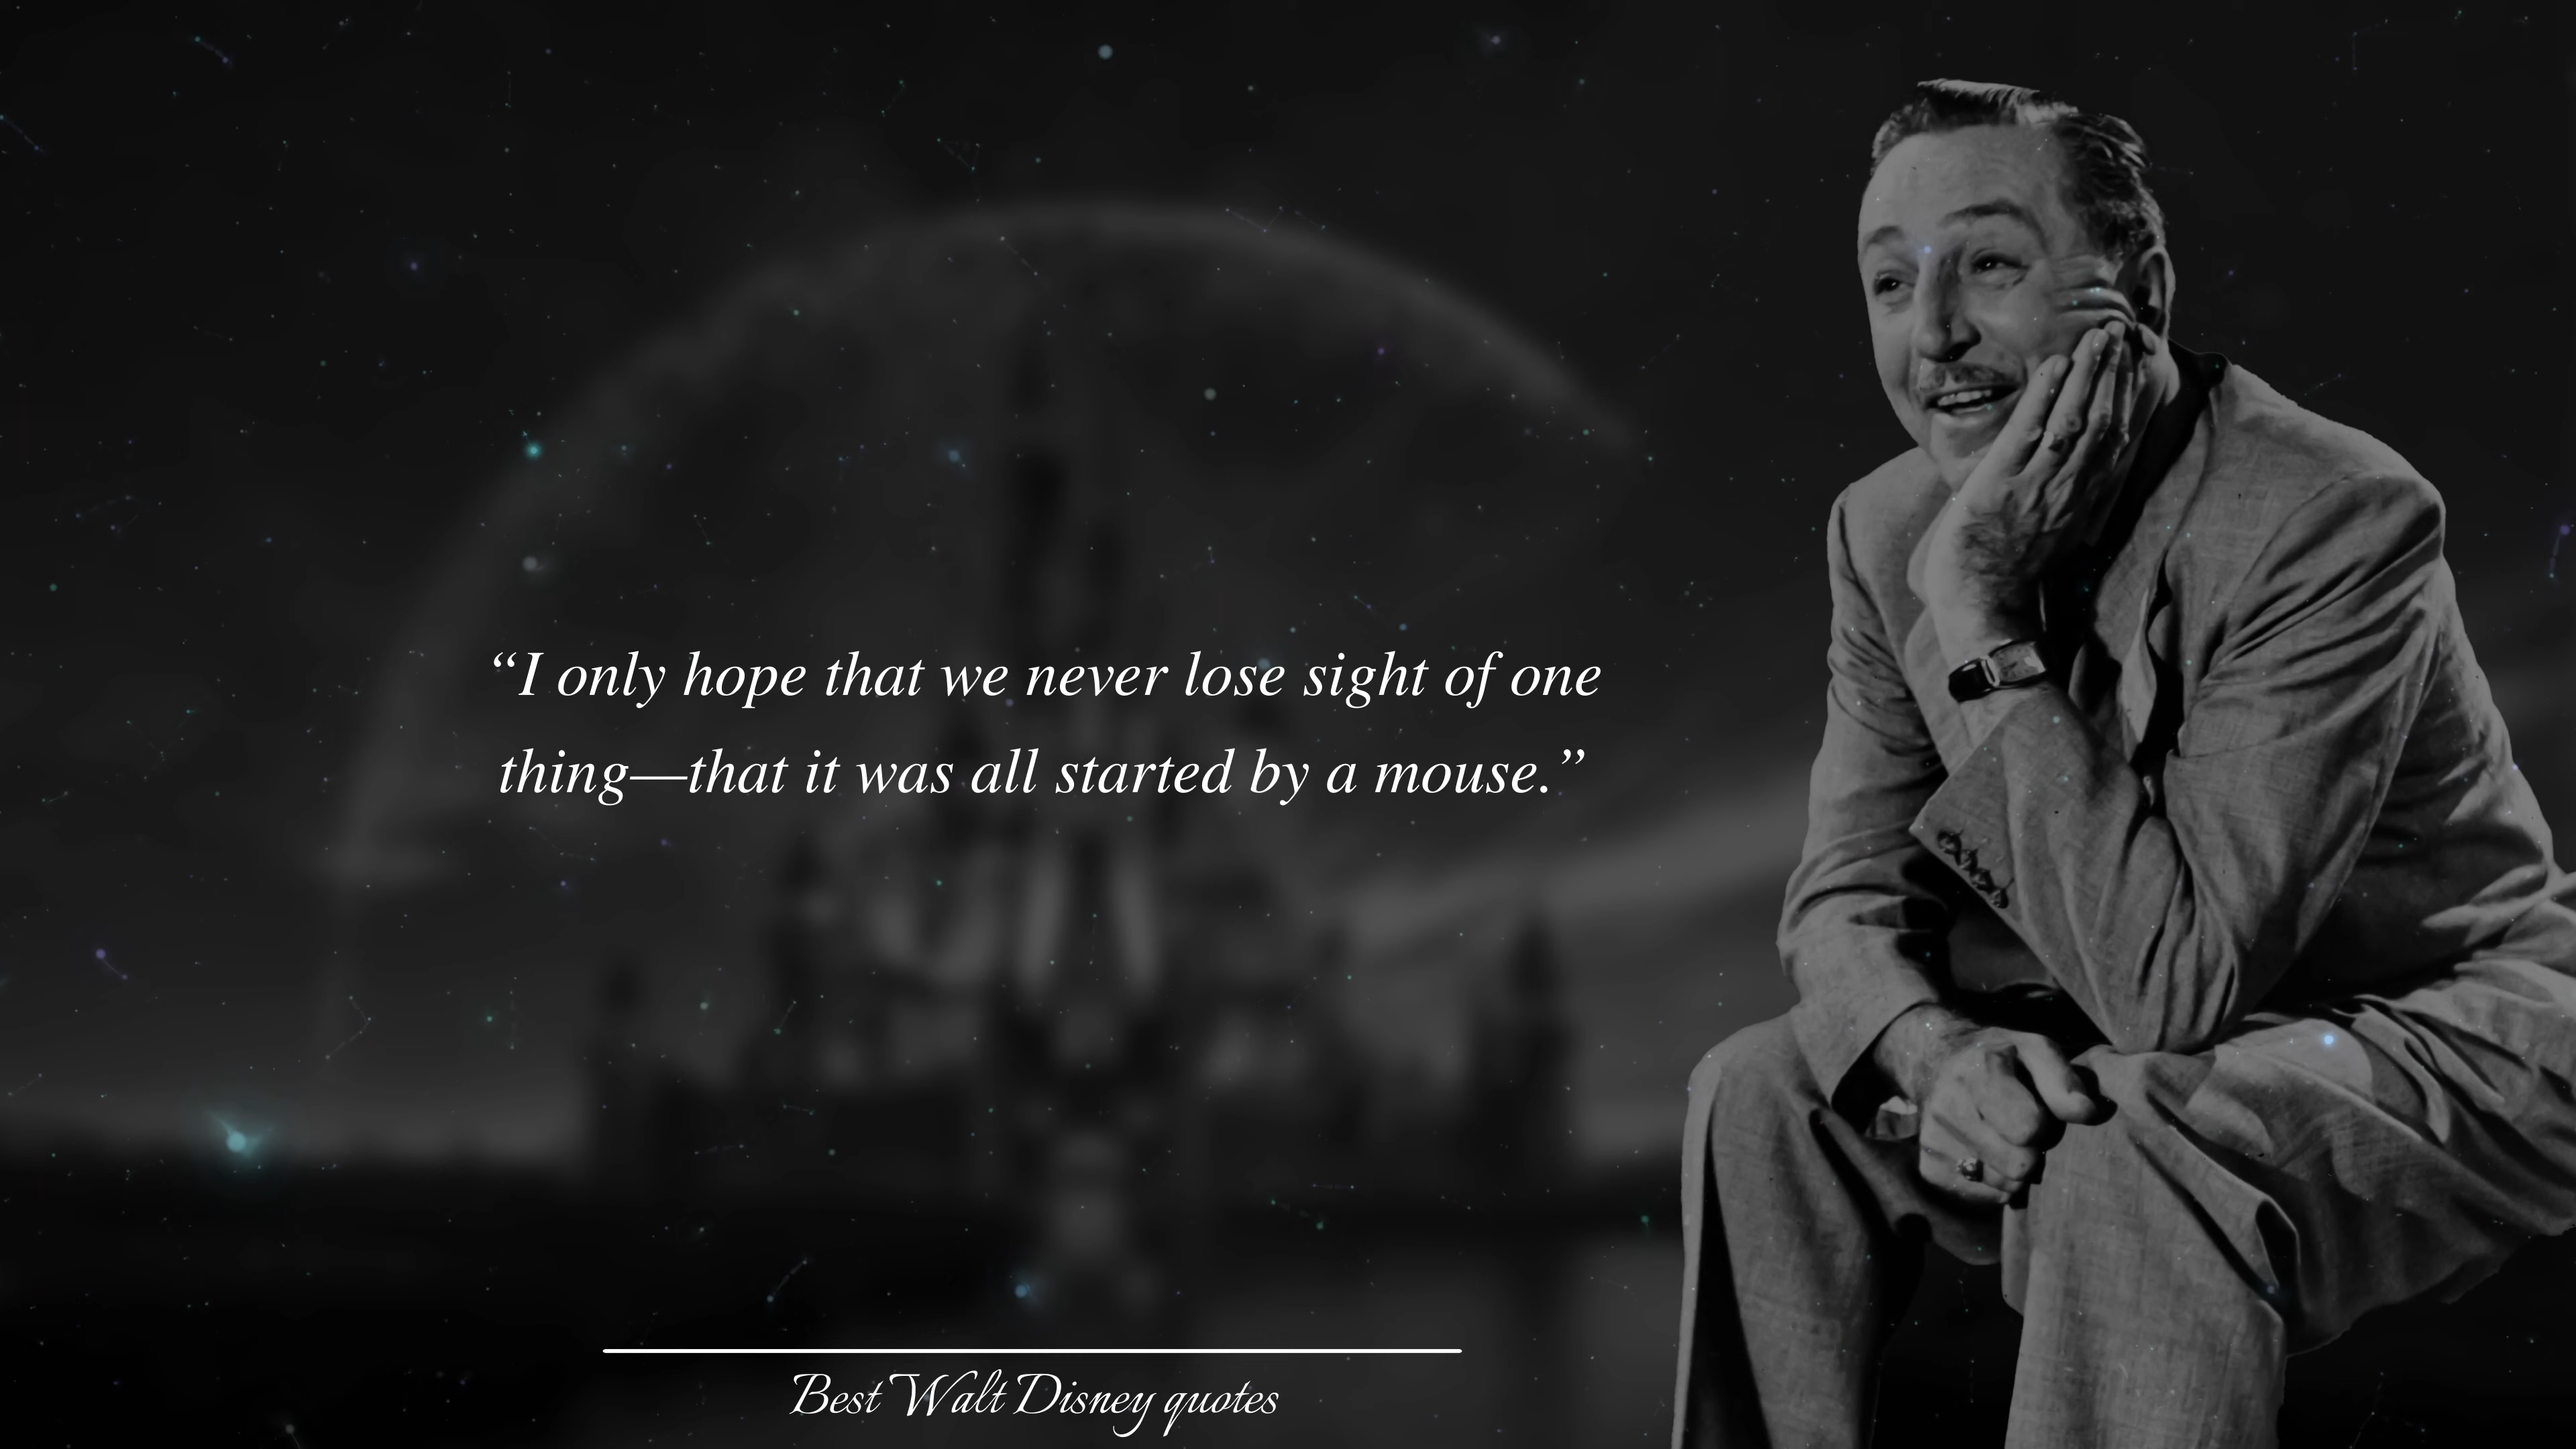 “I only hope that we never lose sight of one
thing—that it was all started by a mouse.”
Best Walt Disney quotes